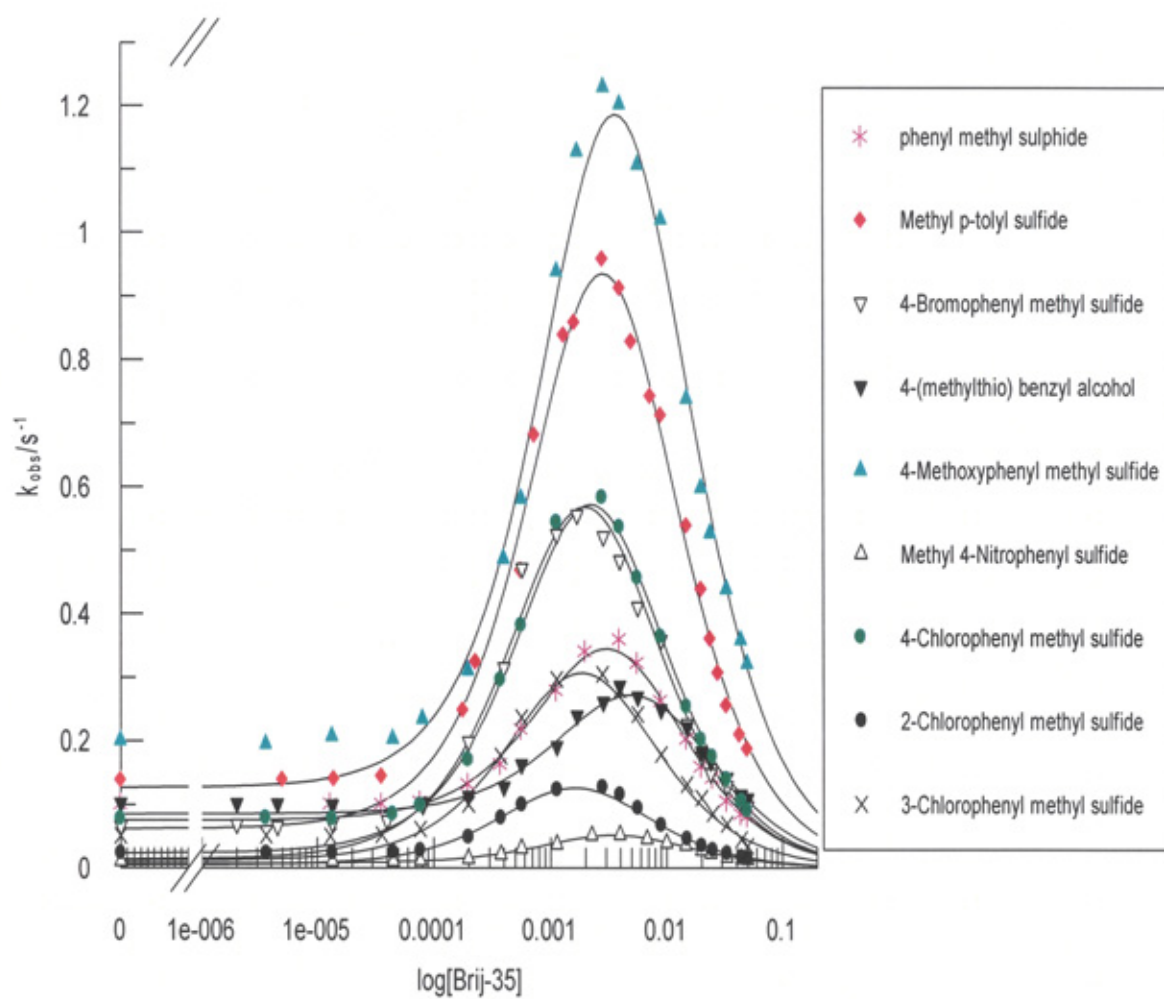 1.2
1
0.8
0.6
0.4
0.2
0
kobs/s-1
0
1e-006
1e-005
0.0001
0.001
0.01
0.1
log[Brij-35]
phenyl methyl sulphide
Methyl p-tolyl sulfide
4-Bromophenyl methyl sulfide
4-(methylthio) benzyl alcohol
4-Methoxyphenyl methyl sulfide
Methyl 4-Nitrophenyl sulfide
4-Chlorophenyl methyl sulfide
2-Chlorophenyl methyl sulfide
3-Chlorophenyl methyl sulfide